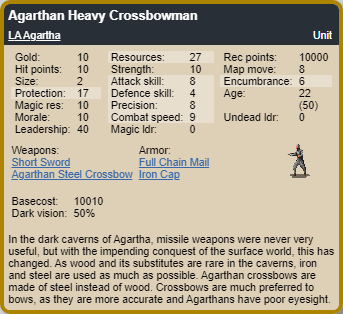 Agarthan Heavy Crossbowman
LA Agartha Unit
Gold: 10 Resources: 27 Rec points: 10000
Hit points: 10 Strength: 10 Map move: 8
Size: 2 Attack skill: 8 Encumbrance: 6
Protection: 17 Defence skill: 4 Age: 22
Magic res: 10 Precision: 8 (50)
Morale: 10 Combat speed: 9 Undead ldr: 0
Leadership: 40 Magic ldr: 0
Weapons: Armor:
Short Sword Full Chain Mail
Agarthan Steel Crossbow Iron Cap
Basecost: 10010
Dark vision: 50%
In the dark caverns of Agartha, missile weapons were never very
useful, but with the impending conquest of the surface world, this has
changed. As wood and its substitutes are rare in the caverns, iron
and steel are used as much as possible. Agarthan crossbows are
made of steel instead of wood. Crossbows are much preferred to
bows, as they are more accurate and Agarthans have poor eyesight.